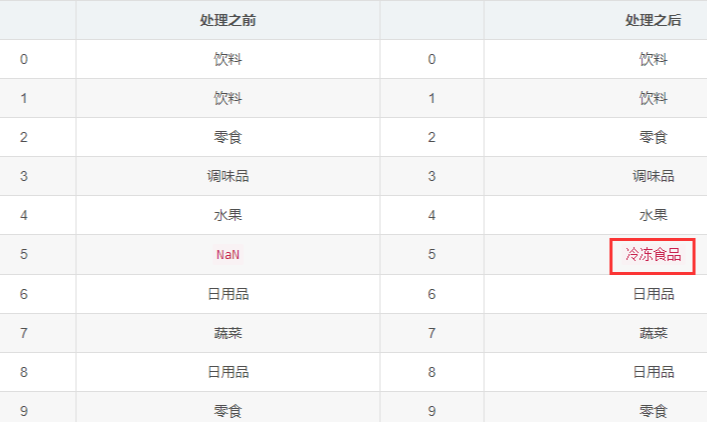 处理之前 处理之后
0 饮料 0 饮料
1 饮料 1 饮料
2 零食 2 零食
3 调味品 3 调味品
4 水果 4 水果
5 NaN 5 冷冻食品
6 日用品 6 日用品
7 蔬菜 7 蔬菜
8 日用品 8 日用品
9 零食 9 零食